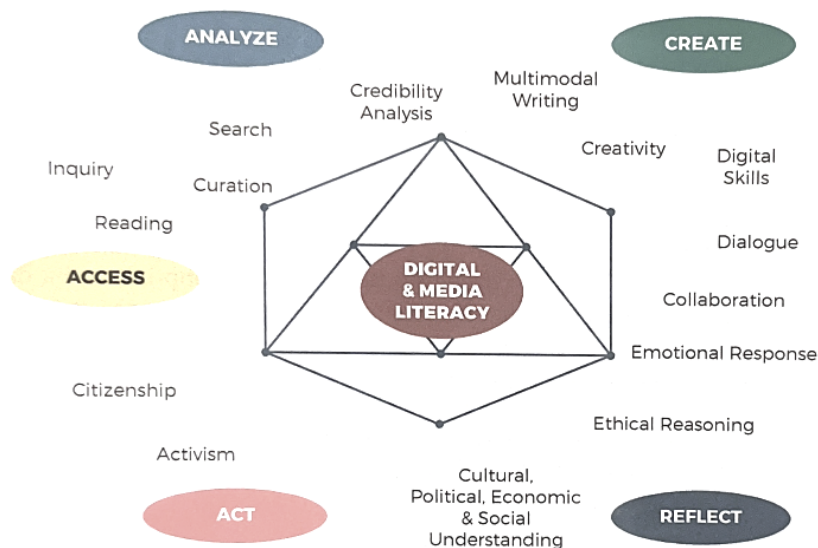 ANALYZE
CREATE
Credibility
Analysis
Multimodal
Writing
Search
Creativity
Digital
Skills
Inquiry
Curation
Reading
Dialogue
ACCESS
DIGITAL
& MEDIA
LITERACY
Collaboration
Emotional Response
Citizenship
Ethical Reasoning
Activism
Cultural,
Political, Economic
& Social
Understanding
ACT
REFLECT